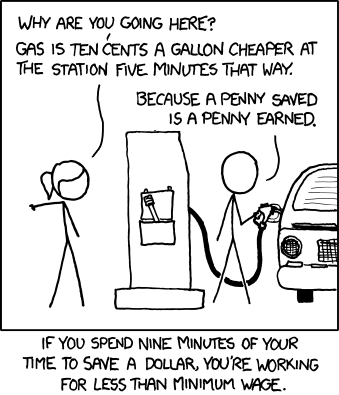 WHY ARE YOU GOING HERE?
GAS IS TEN CENTS A GALLON CHEAPER AT
THE STATION FIVE MINUTES THAT WAY.
BECAUSE A PENNY SAVED
IS A PENNY EARNED.
IF YOU SPEND NINE MINUTES OF YOUR
TIME TO SAVE A DOLLAR, YOU'RE WORKING
FOR LESS THAN MINIMUM WAGE.